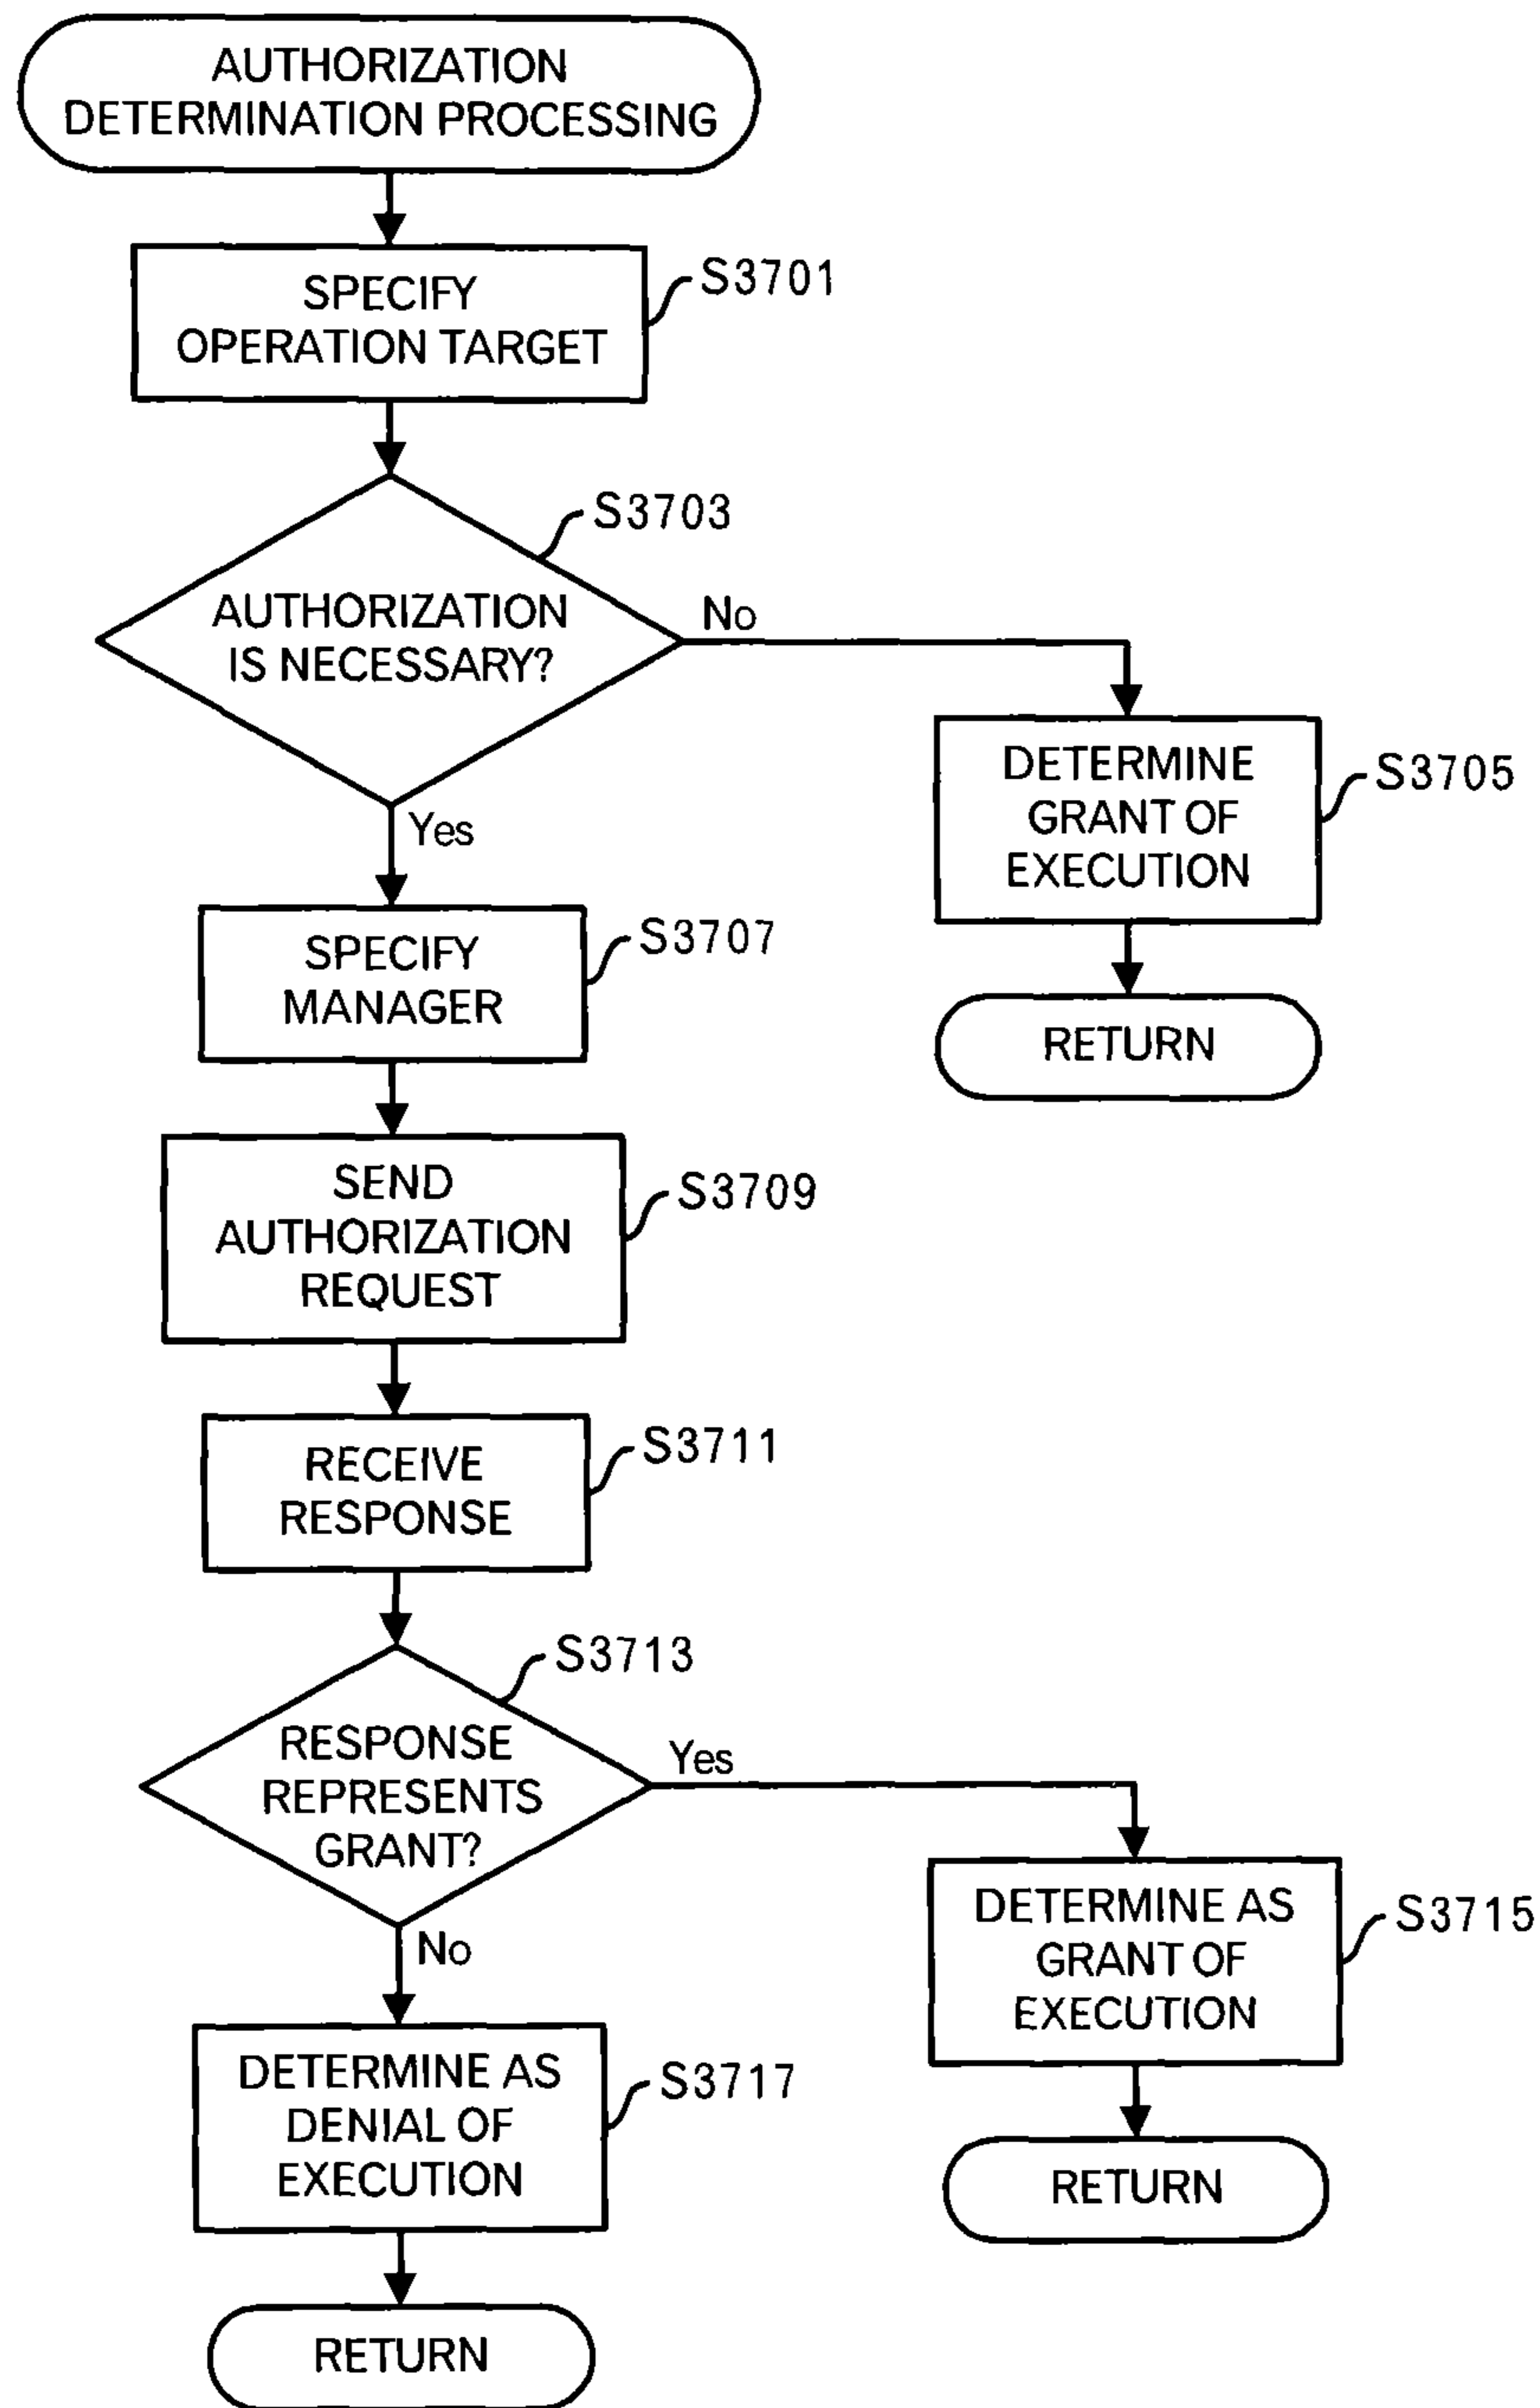 AUTHORIZATION
DETERMINATION PROCESSING
SPECIFY
OPERATION TARGET
S3701
S3703
AUTHORIZATION
IS NECESSARY?
No
Yes
DETERMINE
GRANT OF
EXECUTION
S3705
RETURN
SPECIFY
MANAGER
S3707
SEND
AUTHORIZATION
REQUEST
S3709
RECEIVE
RESPONSE
S3711
S3713
RESPONSE
REPRESENTS
GRANT?
Yes
No
DETERMINE AS
GRANT OF
EXECUTION
S3715
RETURN
DETERMINE AS
DENIAL OF
EXECUTION
S3717
RETURN